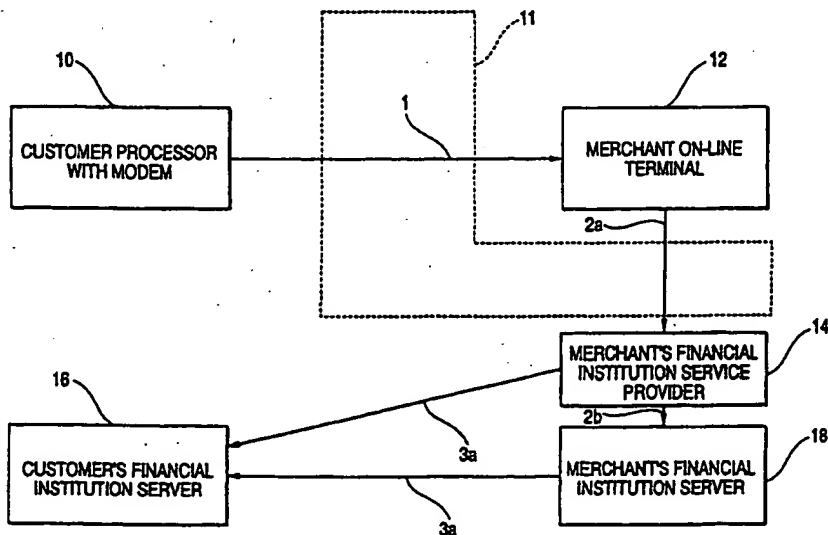 11
10
12
1
CUSTOMER PROCESSOR
WITH MODEM
MERCHANT ON-LINE
TERMINAL
2a
14
MERCHANT'S FINANCIAL
INSTITUTION SERVICE
PROVIDER
16
2b
18
3a
CUSTOMER'S FINANCIAL
INSTITUTION SERVER
MERCHANT'S FINANCIAL
INSTITUTION SERVER
3a